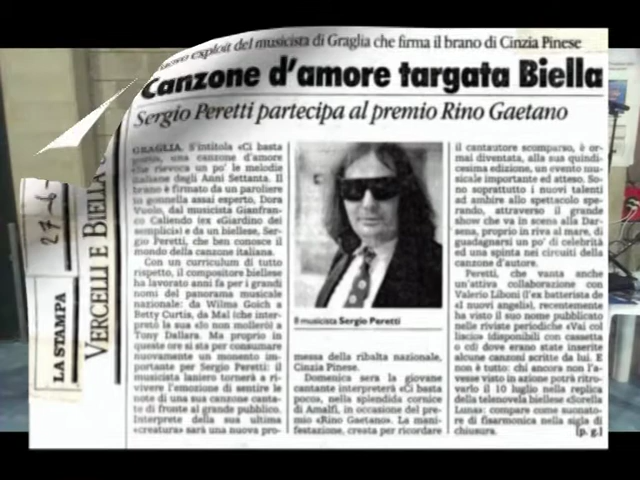 exploit del musicista di Graglia che firma il brano di Cinzia Pinese
Canzone d'amore targata Biella
Sergio Peretti partecipa al premio Rino Gaetano
GRAGLIA. S'intitola «Ci basta
poco», una canzone d'amore
che rievoca un po' le melodie
italiane degli Anni Settanta. Il
brano è firmato da un paroliere
in gonnella assai esperto, Dora
dal musicista Gianfran-
co Caliendo (ex «Giardino dei
semplici») e da un biellese, Ser-
gio Peretti, che ben conosce il
mondo della canzone italiana.
Con un curriculum di tutto
rispetto, il compositore biellese
ha lavorato anni fa per i grandi
nomi del panorama musicale
nazionale: da Wilma Goich a
Betty Curtis, da Mal (che inter-
pretò la sua «Io non mollerò») a
Tony Dallara. Ma proprio in
queste ore si sta per consumare
nuovamente un momento im-
portante per Sergio Peretti: il
musicista laniero tornerà a ri-
vivere l'emozione di sentire le
note di una sua canzone canta-
te di fronte al grande pubblico.
Interprete della sua ultima
«creatura» sarà una nuova pro-
Il musicista Sergio Peretti
messa della ribalta nazionale,
Cinzia Pinese.
Domenica sera la giovane
cantante interpreterà «Ci basta
poco», nella splendida cornice
di Amalfi, in occasione del pre-
mio «Rino Gaetano». La mani-
festazione, creata per ricordare
il cantautore scomparso, è or-
mai diventata, alla sua quindi-
cesima edizione, un evento mu-
sicale importante ed atteso. So-
no soprattutto i nuovi talenti
ad ambire allo spettacolo spe-
rando, attraverso il grande
show che va in scena alla Dar-
sena, proprio in riva al mare, di
guadagnarsi un po' di celebrità
ed una spinta nei circuiti della
canzone d'autore.
Peretti, che vanta anche
un'attiva collaborazione con
Valerio Liboni (l'ex batterista de
«I nuovi angeli»), recentemente
ha visto il suo nome pubblicato
nelle riviste periodiche «Vai col
liscio» (disponibili con cassetta
o cd) dove erano state inserite
alcune canzoni scritte da lui. E
non è tutto: chi ancora non l'a-
vesse visto in azione potrà ritro-
varlo il 10 luglio nella replica
della telenovela biellese «Sorella
Luna»: compare come suonato-
re di fisarmonica nella sigla di
chiusura. [p. g.]
LA STAMPA
27-6-
VERCELLI E BIELLA